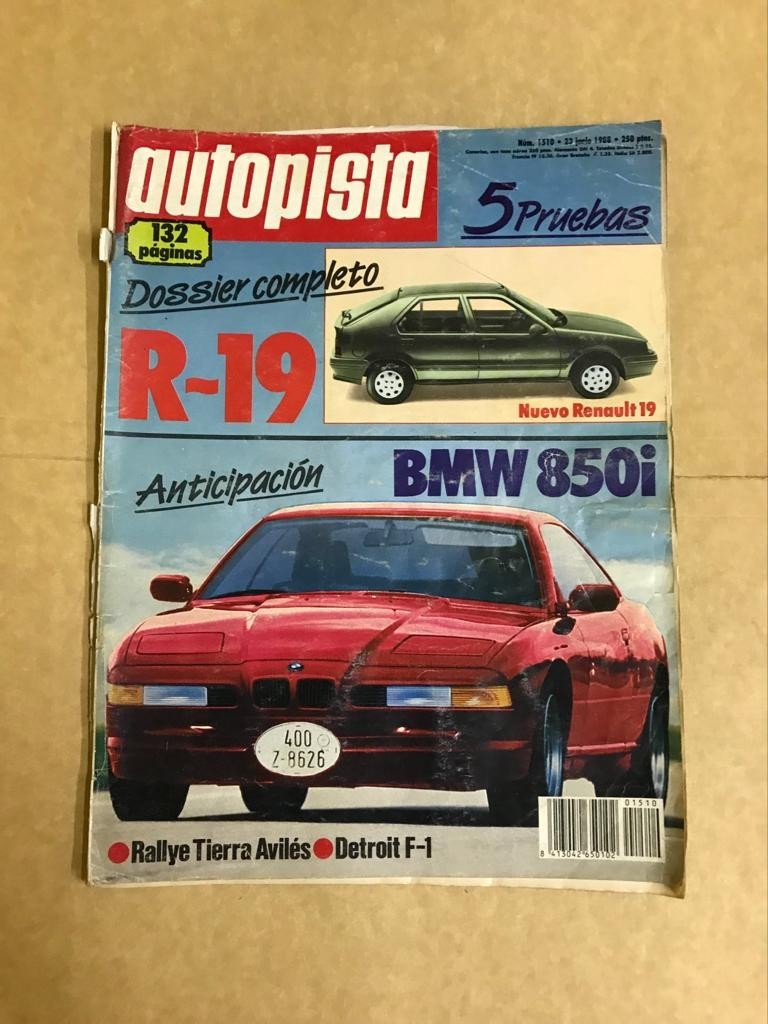 autopista
Núm. 1510 • 23 junio 1988 • 250 ptas.
132
páginas
5 Pruebas
Dossier completo
R-19
Nuevo Renault 19
Anticipación
BMW 850i
400
Z-8626
01510
8 413042 650102
Rallye Tierra Avilés Detroit F-1